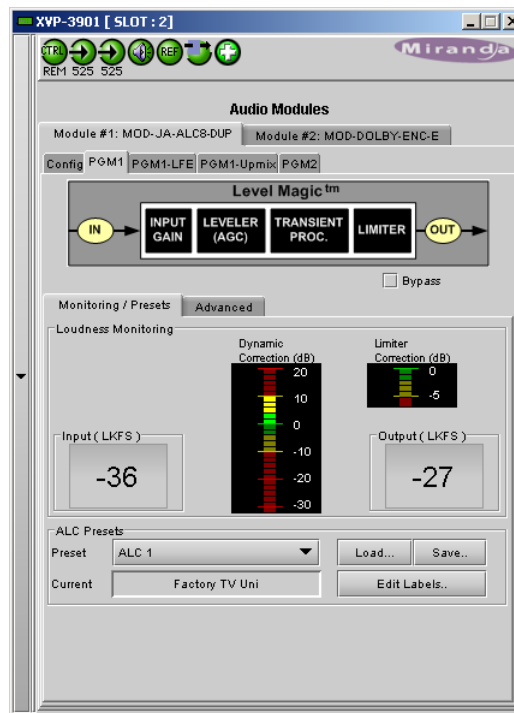 XVP-3901 [ SLOT : 2]
CTRL REF Miranda
REM 525 525
Audio Modules
Module #1: MOD-JA-ALC8-DUP Module #2: MOD-DOLBY-ENC-E
Config PGM1 PGM1-LFE PGM1-Upmix PGM2
Level Magic™
IN INPUT GAIN LEVELER (AGC) TRANSIENT PROC. LIMITER OUT
Bypass
Monitoring / Presets Advanced
Loudness Monitoring
Dynamic Correction (dB)
20
10
0
-10
-20
-30
Limiter Correction (dB)
0
-5
Input ( LKFS )
-36
Output ( LKFS )
-27
ALC Presets
Preset ALC 1 Load... Save..
Current Factory TV Uni Edit Labels..